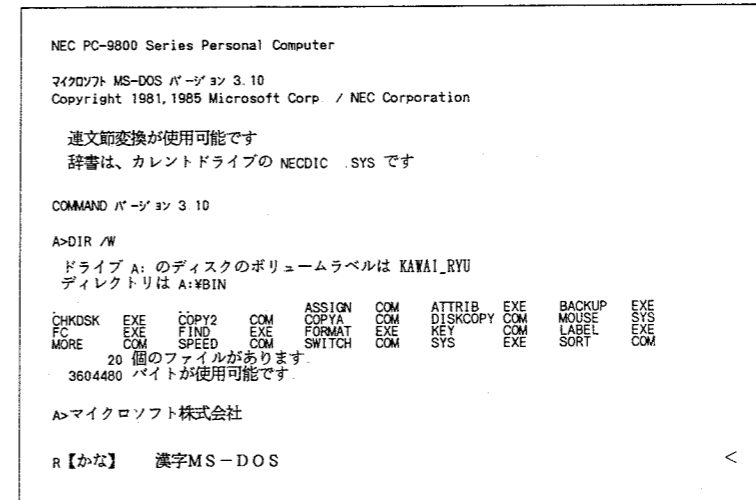 NEC PC-9800 Series Personal Computer
ﾏｲｸﾛｿﾌﾄ MS-DOS ﾊﾞｰｼﾞｮﾝ 3.10
Copyright 1981,1985 Microsoft Corp. / NEC Corporation
連文節変換が使用可能です
辞書は、カレントドライブの NECDIC .SYS です
COMMAND ﾊﾞｰｼﾞｮﾝ 3.10
A>DIR /W
ドライブ A: のディスクのボリュームラベルは KAWAI_RYU
ディレクトリは A:¥BIN
ASSIGN COM ATTRIB EXE BACKUP EXE
CHKDSK EXE COPY2 COM COPYA COM DISKCOPY COM MOUSE SYS
FC EXE FIND EXE FORMAT EXE KEY COM LABEL EXE
MORE COM SPEED COM SWITCH COM SYS EXE SORT COM
20 個のファイルがあります
3604480 バイトが使用可能です
A>マイクロソフト株式会社
R【かな】 漢字MS－DOS <